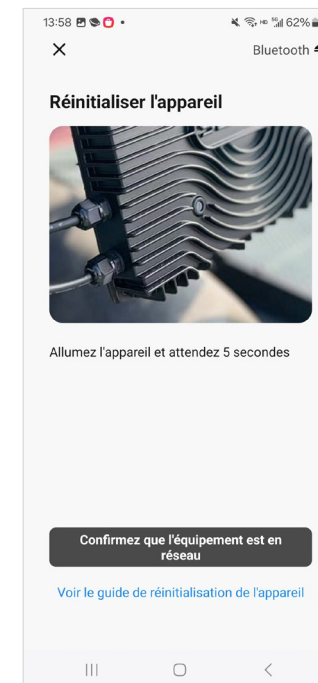 13:58
62%
Bluetooth
Réinitialiser l'appareil
Allumez l'appareil et attendez 5 secondes
Confirmez que l'équipement est en
réseau
Voir le guide de réinitialisation de l'appareil